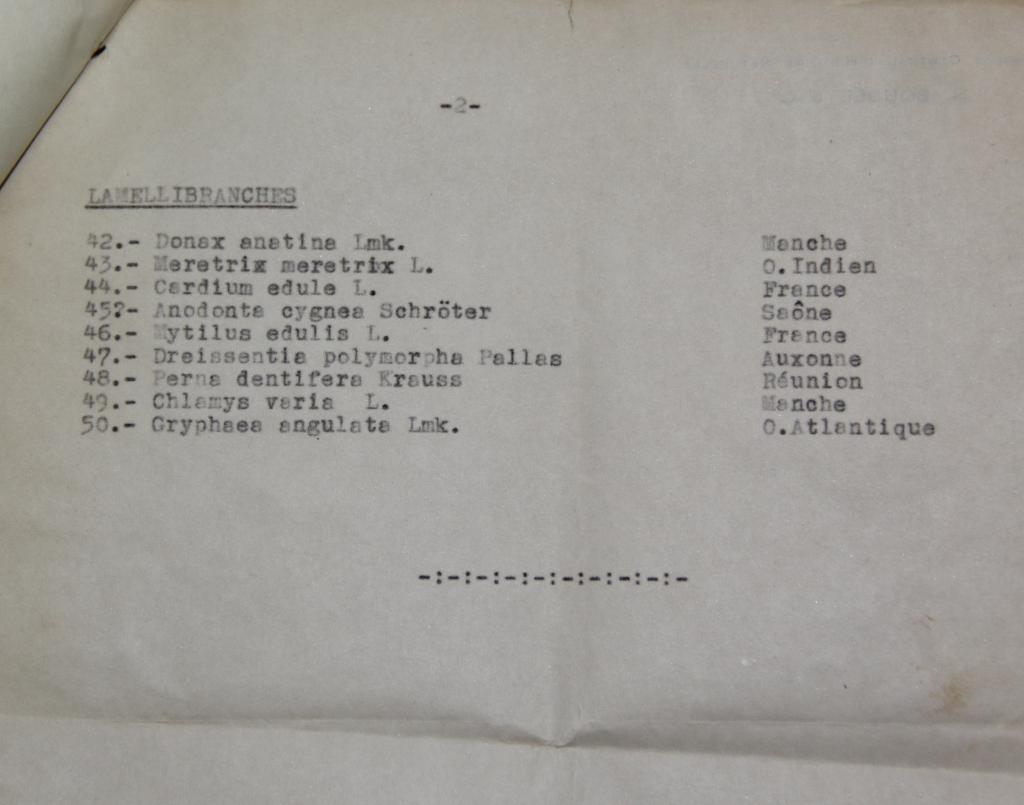 -2-
LAMELLIBRANCHES
42.- Donax anatina Lmk. Manche
43.- Meretrix meretrix L. O.Indien
44.- Cardium edule L. France
45?- Anodonta cygnea Schröter Saône
46.- Mytilus edulis L. France
47.- Dreissentia polymorpha Pallas Auxonne
48.- Perna dentifera Krauss Réunion
49.- Chlamys varia L. Manche
50.- Gryphaea angulata Lmk. O.Atlantique
-:-:-:-:-:-:-:-:-:-